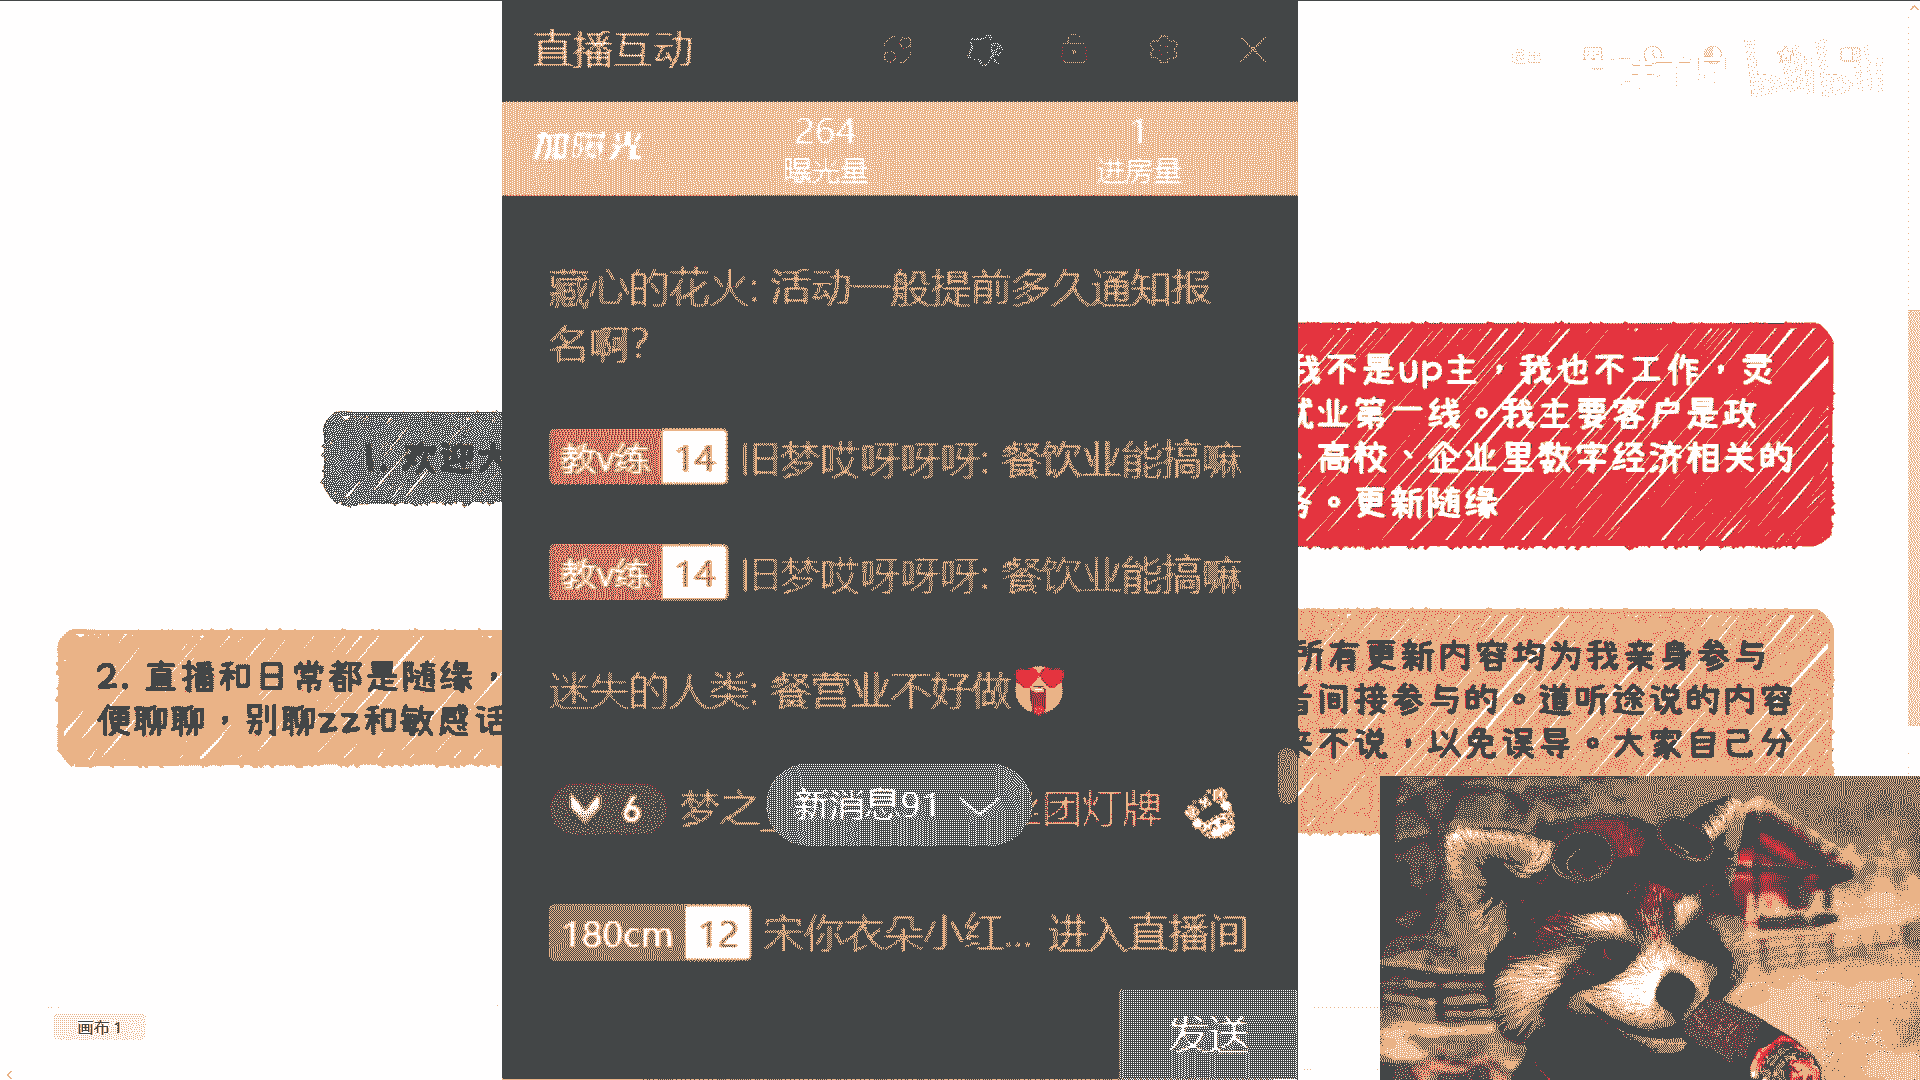 直播互动
加曝光
264
曝光量
1
进房量
藏心的花火: 活动一般提前多久通知报
名啊?
教v练 14 旧梦哎呀呀呀: 餐饮业能搞嘛
教v练 14 旧梦哎呀呀呀: 餐饮业能搞嘛
迷失的人类: 餐营业不好做
6 梦之_
新消息91
团灯牌
180cm 12 宋你衣朵小红... 进入直播间
发送
1. 欢迎大
2. 直播和日常都是随缘，
便聊聊，别聊zz和敏感话
我不是up主，我也不工作，灵
就业第一线。我主要客户是政
、高校、企业里数字经济相关的
务。更新随缘
所有更新内容均为我亲身参与
者间接参与的。道听途说的内容
来不说，以免误导。大家自己分
画布 1